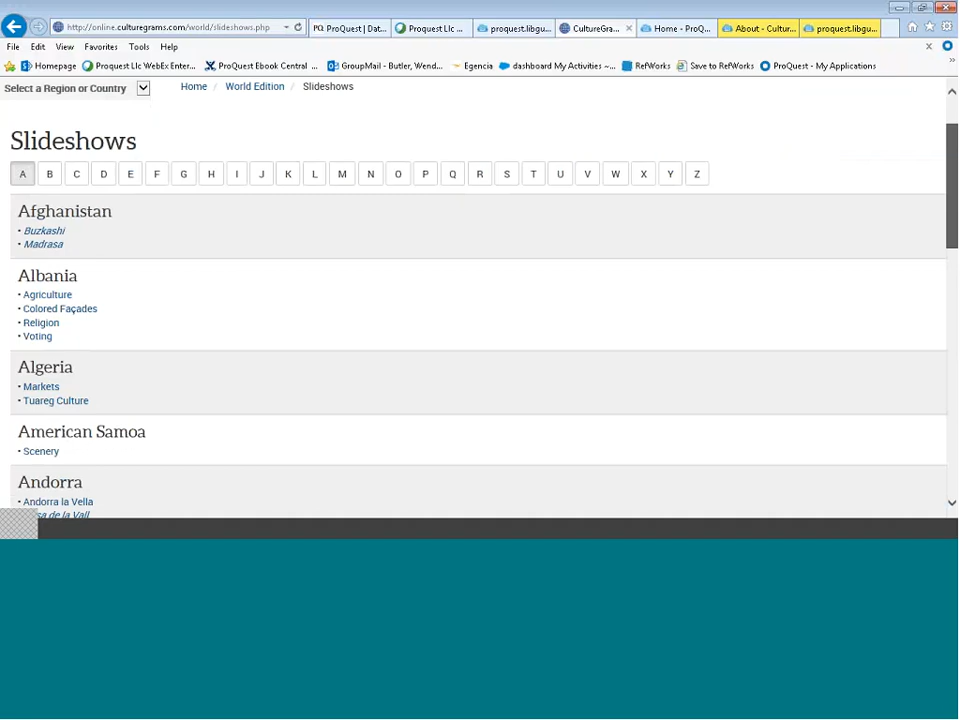 http://online.culturegrams.com/world/slideshows.php
PQ ProQuest | Dat...
Proquest Llc ...
proquest.libgu...
CultureGra...
Home - ProQ...
About - Cultur...
proquest.libgu...
File Edit View Favorites Tools Help
Homepage
Proquest Llc WebEx Enter...
ProQuest Ebook Central ...
GroupMail - Butler, Wend...
Egencia
dashboard My Activities ~...
RefWorks
Save to RefWorks
ProQuest - My Applications
Select a Region or Country
Home / World Edition / Slideshows
Slideshows
A B C D E F G H I J K L M N O P Q R S T U V W X Y Z
Afghanistan
• Buzkashi
• Madrasa
Albania
• Agriculture
• Colored Façades
• Religion
• Voting
Algeria
• Markets
• Tuareg Culture
American Samoa
• Scenery
Andorra
• Andorra la Vella
de la Vall